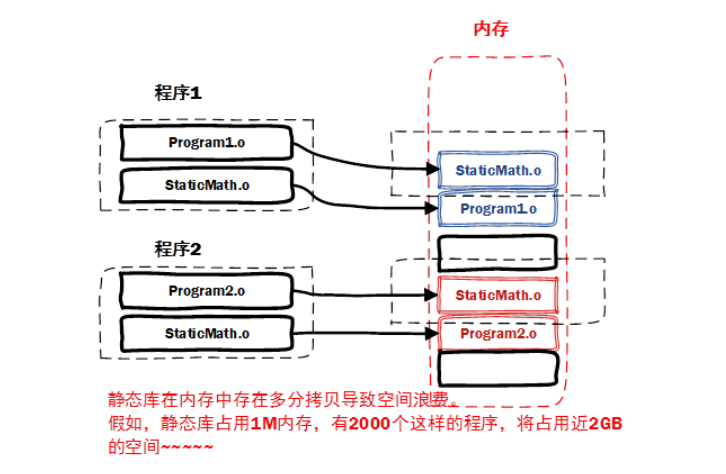 内存
程序1
Program1.o
StaticMath.o
StaticMath.o
Program1.o
程序2
Program2.o
StaticMath.o
StaticMath.o
Program2.o
静态库在内存中存在多分拷贝导致空间浪费。
假如，静态库占用1M内存，有2000个这样的程序，将占用近2GB
的空间~~~~~